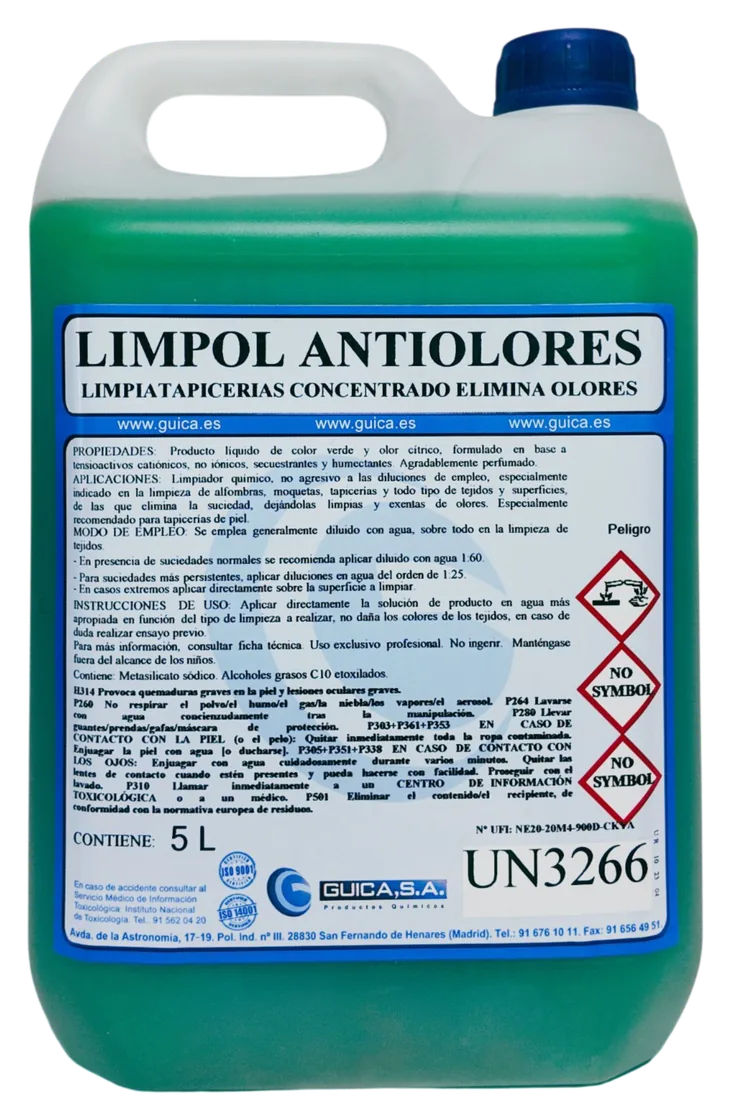 LIMPOL ANTIOLORES
LIMPIATAPICERIAS CONCENTRADO ELIMINA OLORES
www.guica.es www.guica.es www.guica.es
PROPIEDADES: Producto líquido de color verde y olor cítrico, formulado en base a
tensioactivos catiónicos, no iónicos, secuestrantes y humectantes. Agradablemente perfumado.
APLICACIONES: Limpiador químico, no agresivo a las diluciones de empleo, especialmente
indicado en la limpieza de alfombras, moquetas, tapicerias y todo tipo de tejidos y superficies,
de las que elimina la suciedad, dejándolas limpias y exentas de olores. Especialmente
recomendado para tapicerias de piel.
MODO DE EMPLEO: Se emplea generalmente diluido con agua, sobre todo en la limpieza de
tejidos.
- En presencia de suciedades normales se recomienda aplicar diluido con agua 1:60.
- Para suciedades más persistentes, aplicar diluciones en agua del orden de 1:25.
- En casos extremos aplicar directamente sobre la superficie a limpiar.
INSTRUCCIONES DE USO: Aplicar directamente la solución de producto en agua más
apropiada en función del tipo de limpieza a realizar, no daña los colores de los tejidos, en caso de
duda realizar ensayo previo.
Para más información, consultar ficha técnica. Uso exclusivo profesional. No ingerir. Manténgase
fuera del alcance de los niños.
Contiene: Metasilicato sódico. Alcoholes grasos C10 etoxilados.
H314 Provoca quemaduras graves en la piel y lesiones oculares graves.
P260 No respirar el polvo/el humo/el gas/la niebla/los vapores/el aerosol. P264 Lavarse
con agua concienzudamente tras la manipulación. P280 Llevar
guantes/prendas/gafas/máscara de protección. P303+P361+P353 EN CASO DE
CONTACTO CON LA PIEL (o el pelo): Quitar inmediatamente toda la ropa contaminada.
Enjuagar la piel con agua [o ducharse]. P305+P351+P338 EN CASO DE CONTACTO CON
LOS OJOS: Enjuagar con agua cuidadosamente durante varios minutos. Quitar las
lentes de contacto cuando estén presentes y pueda hacerse con facilidad. Proseguir con el
lavado. P310 Llamar inmediatamente a un CENTRO DE INFORMACIÓN
TOXICOLÓGICA o a un médico. P501 Eliminar el contenido/el recipiente, de
conformidad con la normativa europea de residuos.
Peligro
NO
SYMBOL
NO
SYMBOL
Nº UFI: NE20-20M4-900D-CKVA
CONTIENE: 5 L
UN3266
En caso de accidente consultar al
Servicio Médico de Información
Toxicológica: Instituto Nacional
de Toxicología. Tel. 91 562 04 20
ISO 9001
ISO 14001
GUICA,S.A.
Productos Químicos
Avda. de la Astronomía, 17-19. Pol. Ind. nº III. 28830 San Fernando de Henares (Madrid). Tel.: 91 676 10 11. Fax: 91 656 49 51.